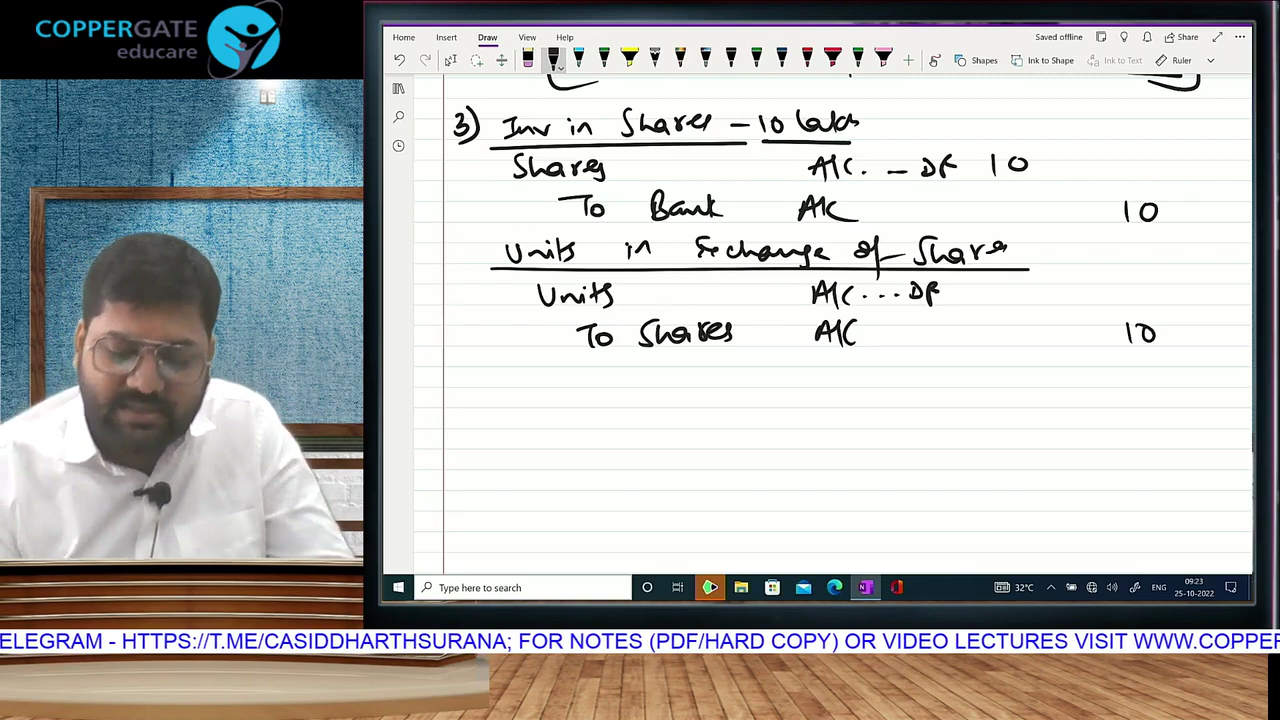 COPPERGATE
educare
Home Insert Draw View Help
Saved offline
Share
Shapes
Ink to Shape
Ink to Text
Ruler
3) Inv in Shares - 10 lakhs
Shares A/C. - DR 10
To Bank A/C 10
Units in Exchange of Shares
Units A/C ... DR
To Shares A/C 10
Type here to search
32°C
ENG
09:23
25-10-2022
ELEGRAM - HTTPS://T.ME/CASIDDHARTHSURANA; FOR NOTES (PDF/HARD COPY) OR VIDEO LECTURES VISIT WWW.COPPER